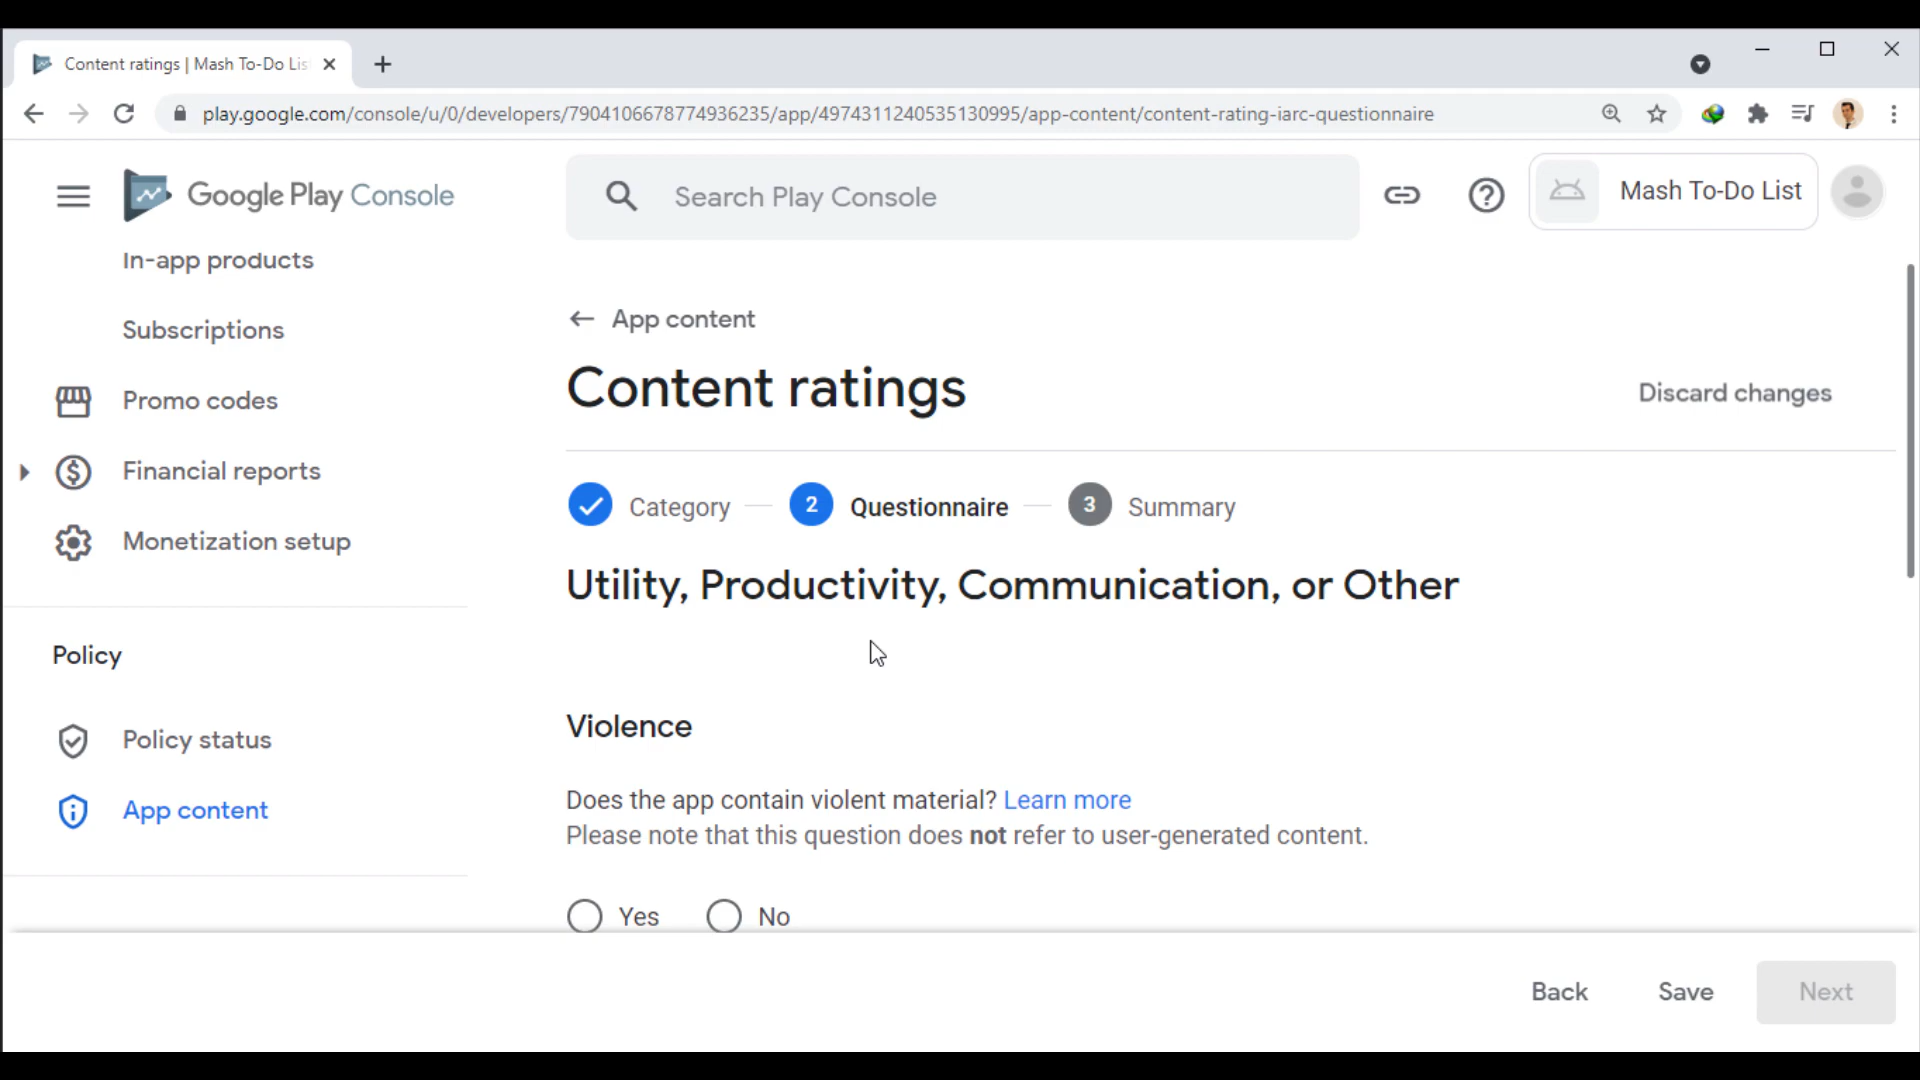 Content ratings | Mash To-Do Lis
play.google.com/console/u/0/developers/7904106678774936235/app/4974311240535130995/app-content/content-rating-iarc-questionnaire
Google Play Console
Search Play Console
Mash To-Do List
In-app products
Subscriptions
Promo codes
Financial reports
Monetization setup
Policy
Policy status
App content
App content
Content ratings
Discard changes
Category
2 Questionnaire
3 Summary
Utility, Productivity, Communication, or Other
Violence
Does the app contain violent material? Learn more
Please note that this question does not refer to user-generated content.
Yes
No
Back
Save
Next